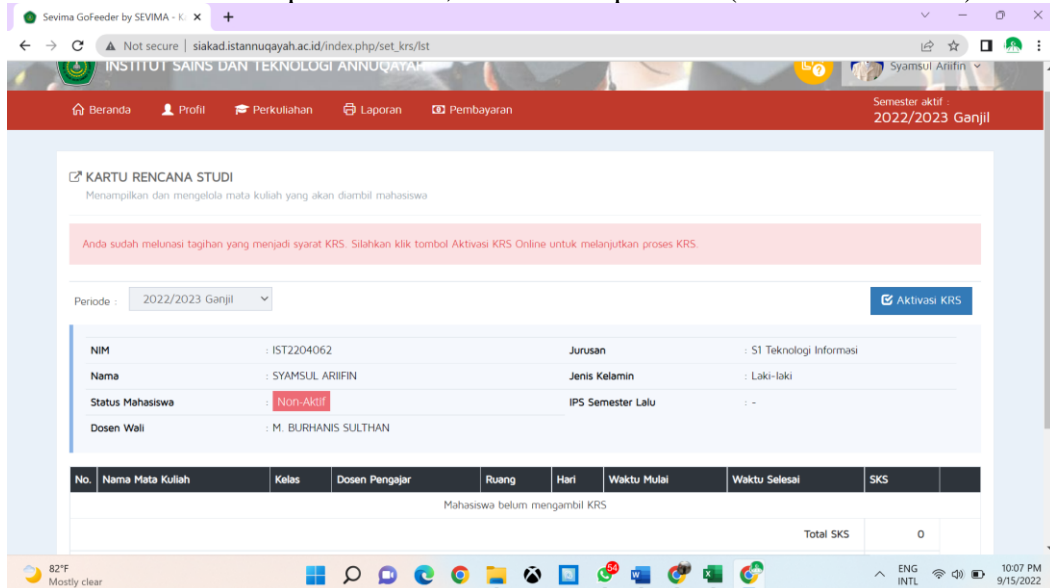 Sevima GoFeeder by SEVIMA - K
Not secure | siakad.istannuqayah.ac.id/index.php/set_krs/lst
INSTITUT SAINS DAN TEKNOLOGI ANNUQAYAH
Syamsul Ariifin
Beranda Profil Perkuliahan Laporan Pembayaran
Semester aktif :
2022/2023 Ganjil
KARTU RENCANA STUDI
Menampilkan dan mengelola mata kuliah yang akan diambil mahasiswa
Anda sudah melunasi tagihan yang menjadi syarat KRS. Silahkan klik tombol Aktivasi KRS Online untuk melanjutkan proses KRS.
Periode : 2022/2023 Ganjil Aktivasi KRS
NIM : IST2204062 Jurusan : S1 Teknologi Informasi
Nama : SYAMSUL ARIIFIN Jenis Kelamin : Laki-laki
Status Mahasiswa : Non-Aktif IPS Semester Lalu : -
Dosen Wali : M. BURHANIS SULTHAN
No. Nama Mata Kuliah Kelas Dosen Pengajar Ruang Hari Waktu Mulai Waktu Selesai SKS
Mahasiswa belum mengambil KRS
Total SKS 0
82°F
Mostly clear
54
ENG
INTL
10:07 PM
9/15/2022